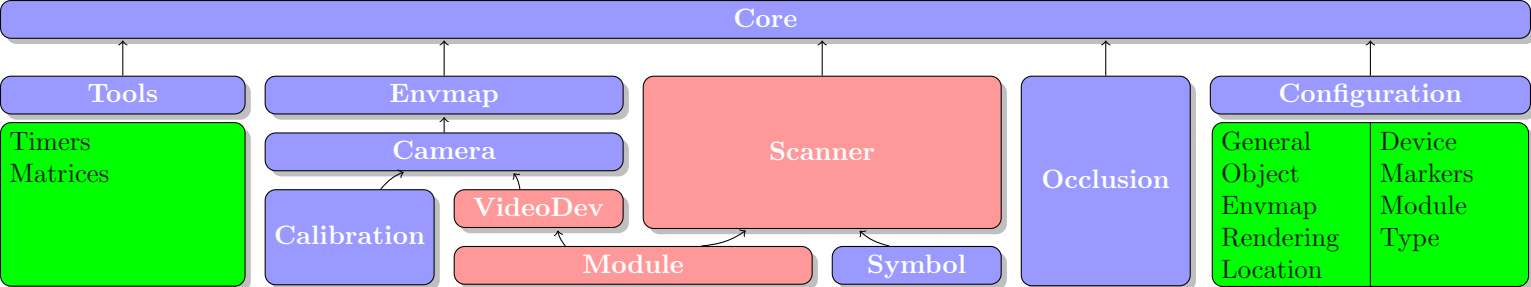 Core
Tools
Envmap
Configuration
Camera
Scanner
Occlusion
Calibration
VideoDev
Module
Symbol
Timers
Matrices
General
Object
Envmap
Rendering
Location
Device
Markers
Module
Type